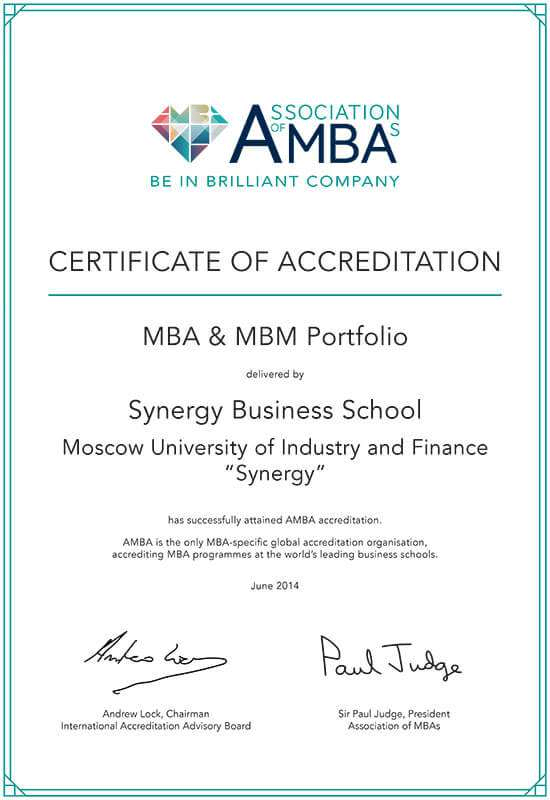 ASSOCIATION
OF AMBAs
BE IN BRILLIANT COMPANY
CERTIFICATE OF ACCREDITATION
MBA & MBM Portfolio
delivered by
Synergy Business School
Moscow University of Industry and Finance
“Synergy”
has successfully attained AMBA accreditation.
AMBA is the only MBA-specific global accreditation organisation,
accrediting MBA programmes at the world's leading business schools.
June 2014
Andrew Lock
Paul Judge
Andrew Lock, Chairman
International Accreditation Advisory Board
Sir Paul Judge, President
Association of MBAs